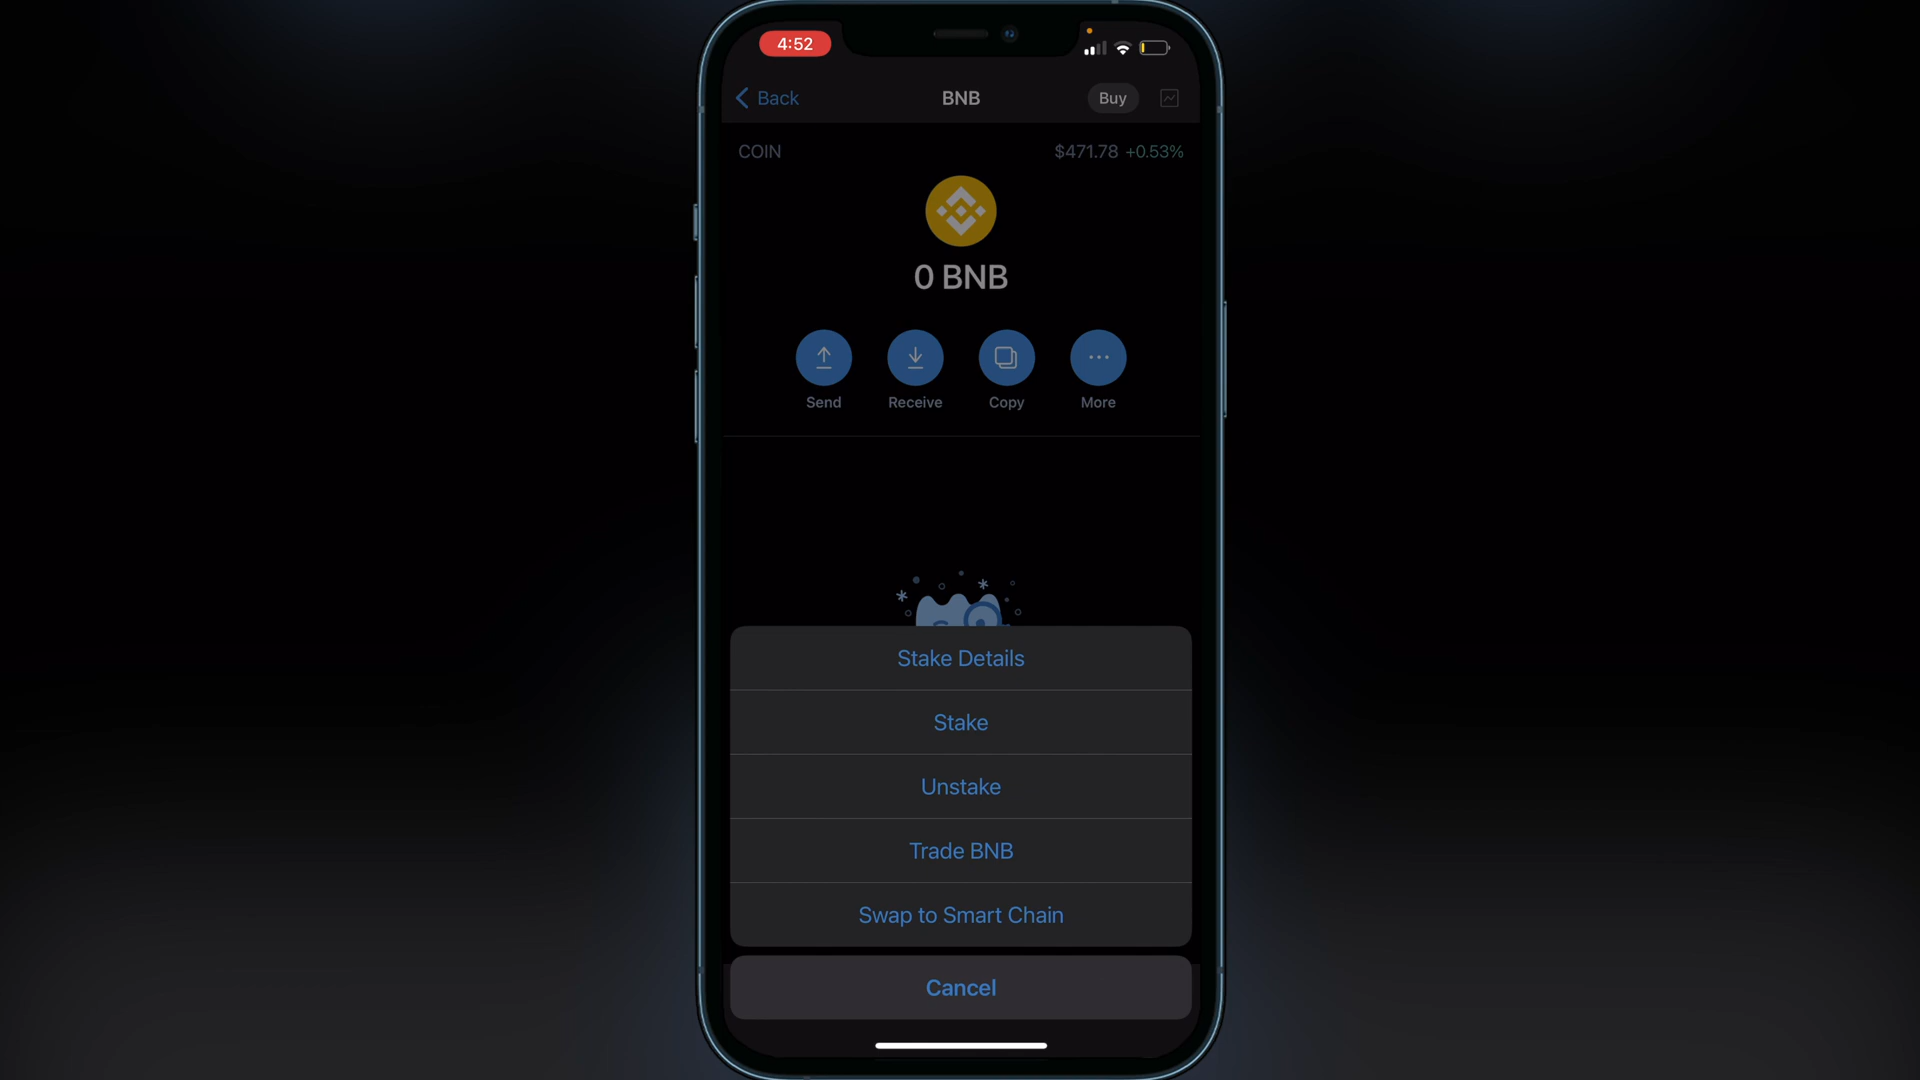 4:52
Back
BNB
Buy
COIN
$471.78 +0.53%
0 BNB
Send
Receive
Copy
More
Stake Details
Stake
Unstake
Trade BNB
Swap to Smart Chain
Cancel